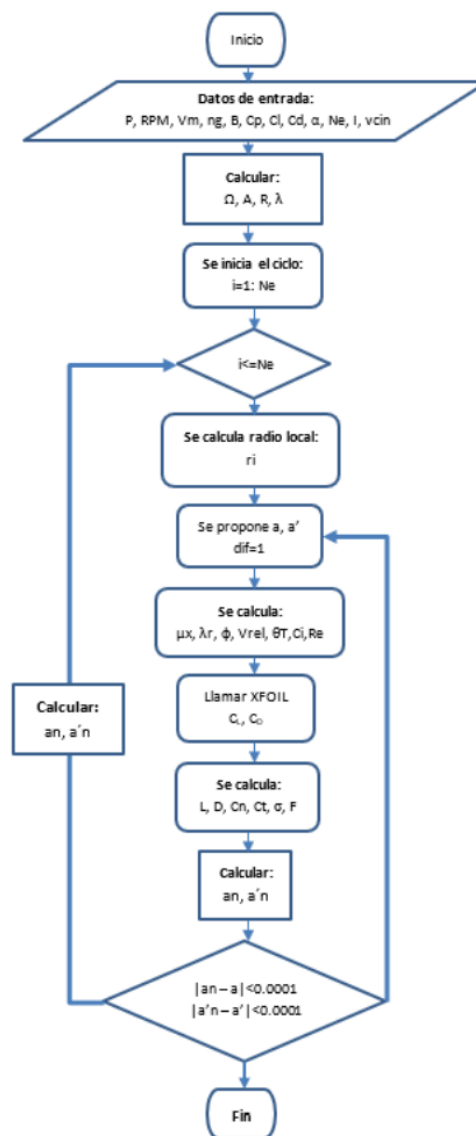 Inicio
Datos de entrada:
P, RPM, Vm, ng, B, Cp, Cl, Cd, α, Ne, I, vcin
Calcular:
Ω, A, R, λ
Se inicia el ciclo:
i=1: Ne
i<=Ne
Se calcula radio local:
ri
Se propone a, a’
dif=1
Se calcula:
μx, λr, ϕ, Vrel, θT,Ci,Re
Calcular:
an, a´n
Llamar XFOIL
C_L, C_D
Se calcula:
L, D, Cn, Ct, σ, F
Calcular:
an, a´n
|an – a|<0.0001
|a’n – a’|<0.0001
Fin